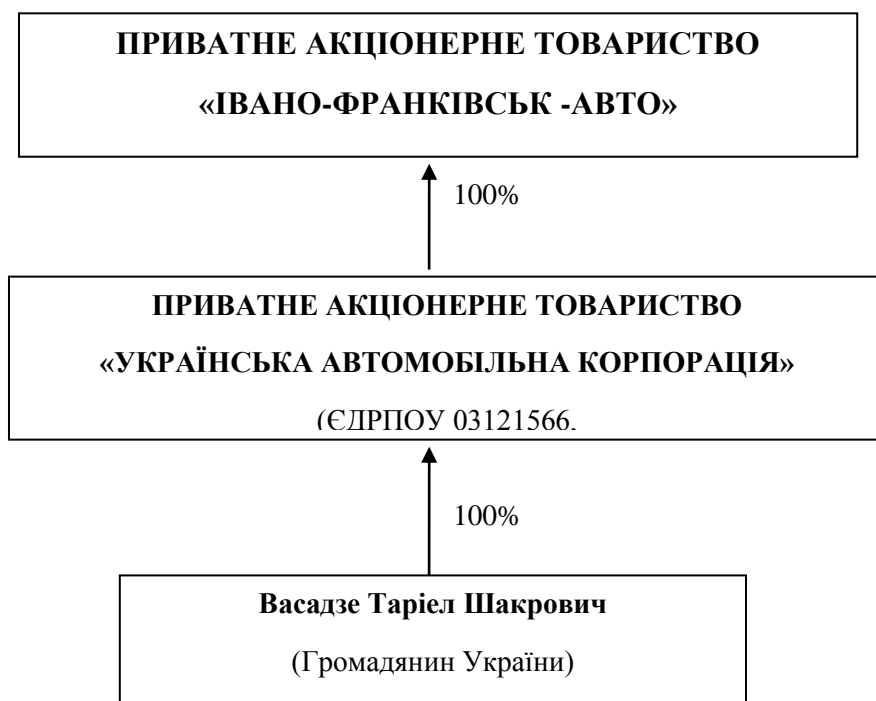 ПРИВАТНЕ АКЦІОНЕРНЕ ТОВАРИСТВО
«ІВАНО-ФРАНКІВСЬК -АВТО»
100%
ПРИВАТНЕ АКЦІОНЕРНЕ ТОВАРИСТВО
«УКРАЇНСЬКА АВТОМОБІЛЬНА КОРПОРАЦІЯ»
(ЄДРПОУ 03121566,
100%
Васадзе Таріел Шакрович
(Громадянин України)